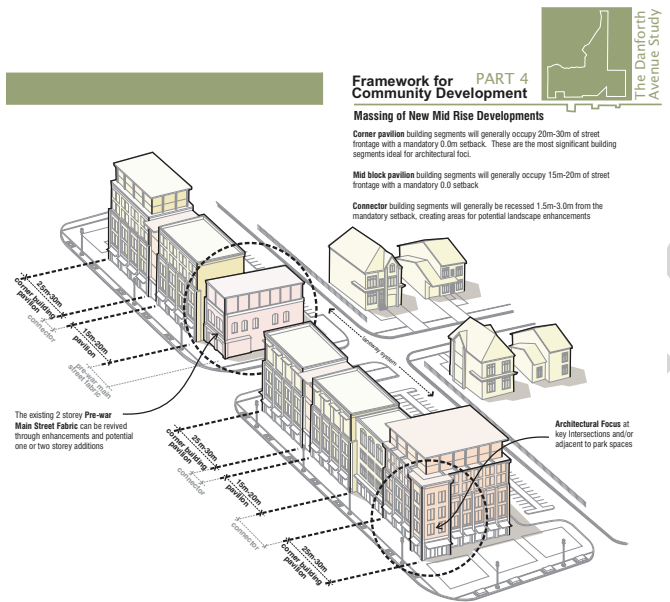 The Danforth
Avenue Study
Framework for
Community Development
PART 4
Massing of New Mid Rise Developments
Corner pavilion building segments will generally occupy 20m-30m of street
frontage with a mandatory 0.0m setback. These are the most significant building
segments ideal for architectural foci.
Mid block pavilion building segments will generally occupy 15m-20m of street
frontage with a mandatory 0.0 setback
Connector building segments will generally be recessed 1.5m-3.0m from the
mandatory setback, creating areas for potential landscape enhancements
25m-30m
corner building
pavilion
connector
15m-20m
pavilion
pre-war main
street fabric
laneway system
The existing 2 storey Pre-war
Main Street Fabric can be revived
through enhancements and potential
one or two storey additions
Architectural Focus at
key Intersections and/or
adjacent to park spaces
25m-30m
corner building
pavilion
connector
15m-20m
pavilion
connector
25m-30m
corner building
pavilion